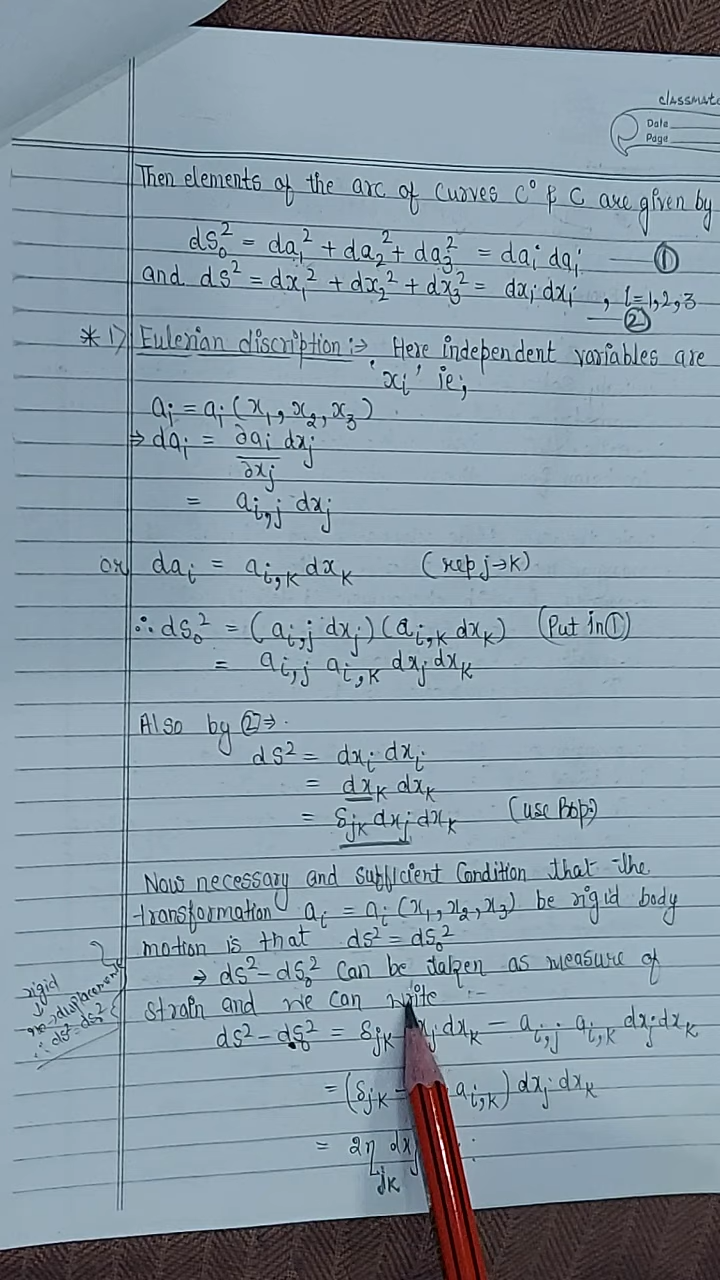 classmate
Date
Page
Then elements of the arc of curves C° & C are given by
ds₀² = da₁² + da₂² + da₃² = daᵢ daᵢ — ①
and ds² = dx₁² + dx₂² + dx₃² = dxᵢ dxᵢ , i=1,2,3
— ②
* 1) Eulerian discription :⇒ Here independent variables are
'xᵢ' ie;
aᵢ = aᵢ (x₁, x₂, x₃)
⇒ daᵢ = ∂aᵢ/∂xⱼ dxⱼ
= aᵢ,ⱼ dxⱼ
or daᵢ = aᵢ,ₖ dxₖ (rep j→k)
∴ ds₀² = (aᵢ,ⱼ dxⱼ)(aᵢ,ₖ dxₖ) (Put in ①)
= aᵢ,ⱼ aᵢ,ₖ dxⱼ dxₖ
Also by ② ⇒
ds² = dxᵢ dxᵢ
= dxₖ dxₖ
= δⱼₖ dxⱼ dxₖ (use Prop:)
Now necessary and sufficient Condition that the
transformation aᵢ = aᵢ (x₁, x₂, x₃) be rigid body
motion is that ds² = ds₀²
→ ds² - ds₀² Can be taken as measure of
strain and we can write :-
rigid
↓
no→displacement
∴ ds² = ds₀²
ds² - ds₀² = δⱼₖ dxₖ - aᵢ,ⱼ aᵢ,ₖ dxⱼ dxₖ
= (δⱼₖ - aᵢ,ₖ) dxⱼ dxₖ
= 2ηⱼₖ dx